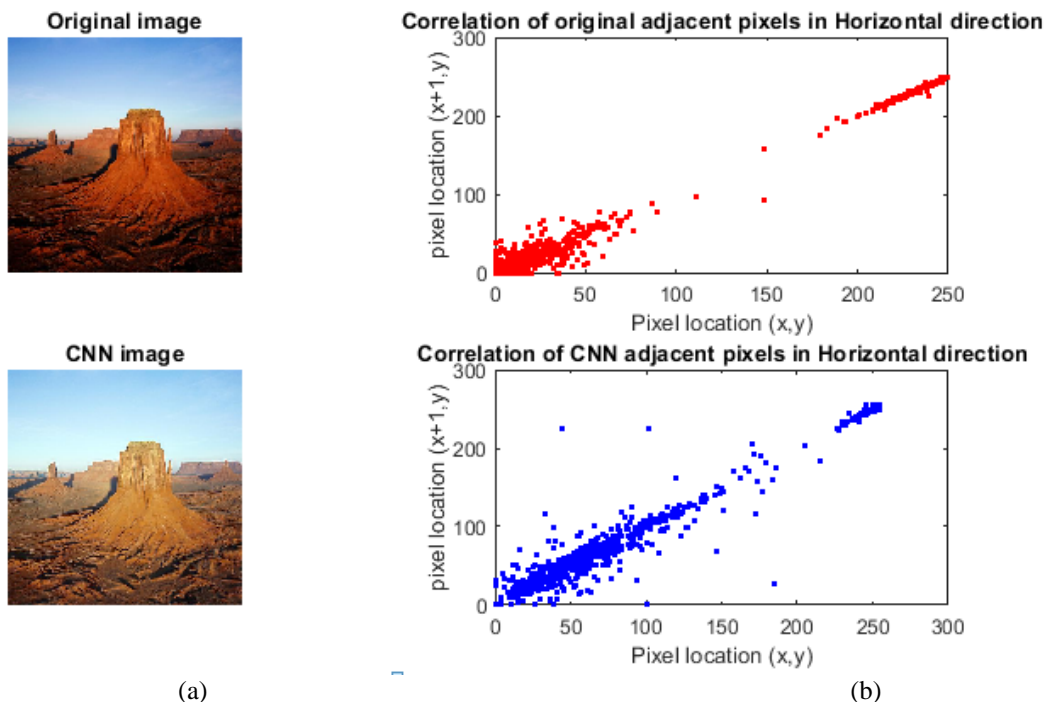 Original image
Correlation of original adjacent pixels in Horizontal direction
300
200
100
0
pixel location (x+1,y)
0 50 100 150 200 250
Pixel location (x,y)
CNN image
Correlation of CNN adjacent pixels in Horizontal direction
300
200
100
0
pixel location (x+1,y)
0 50 100 150 200 250 300
Pixel location (x,y)
(a) (b)